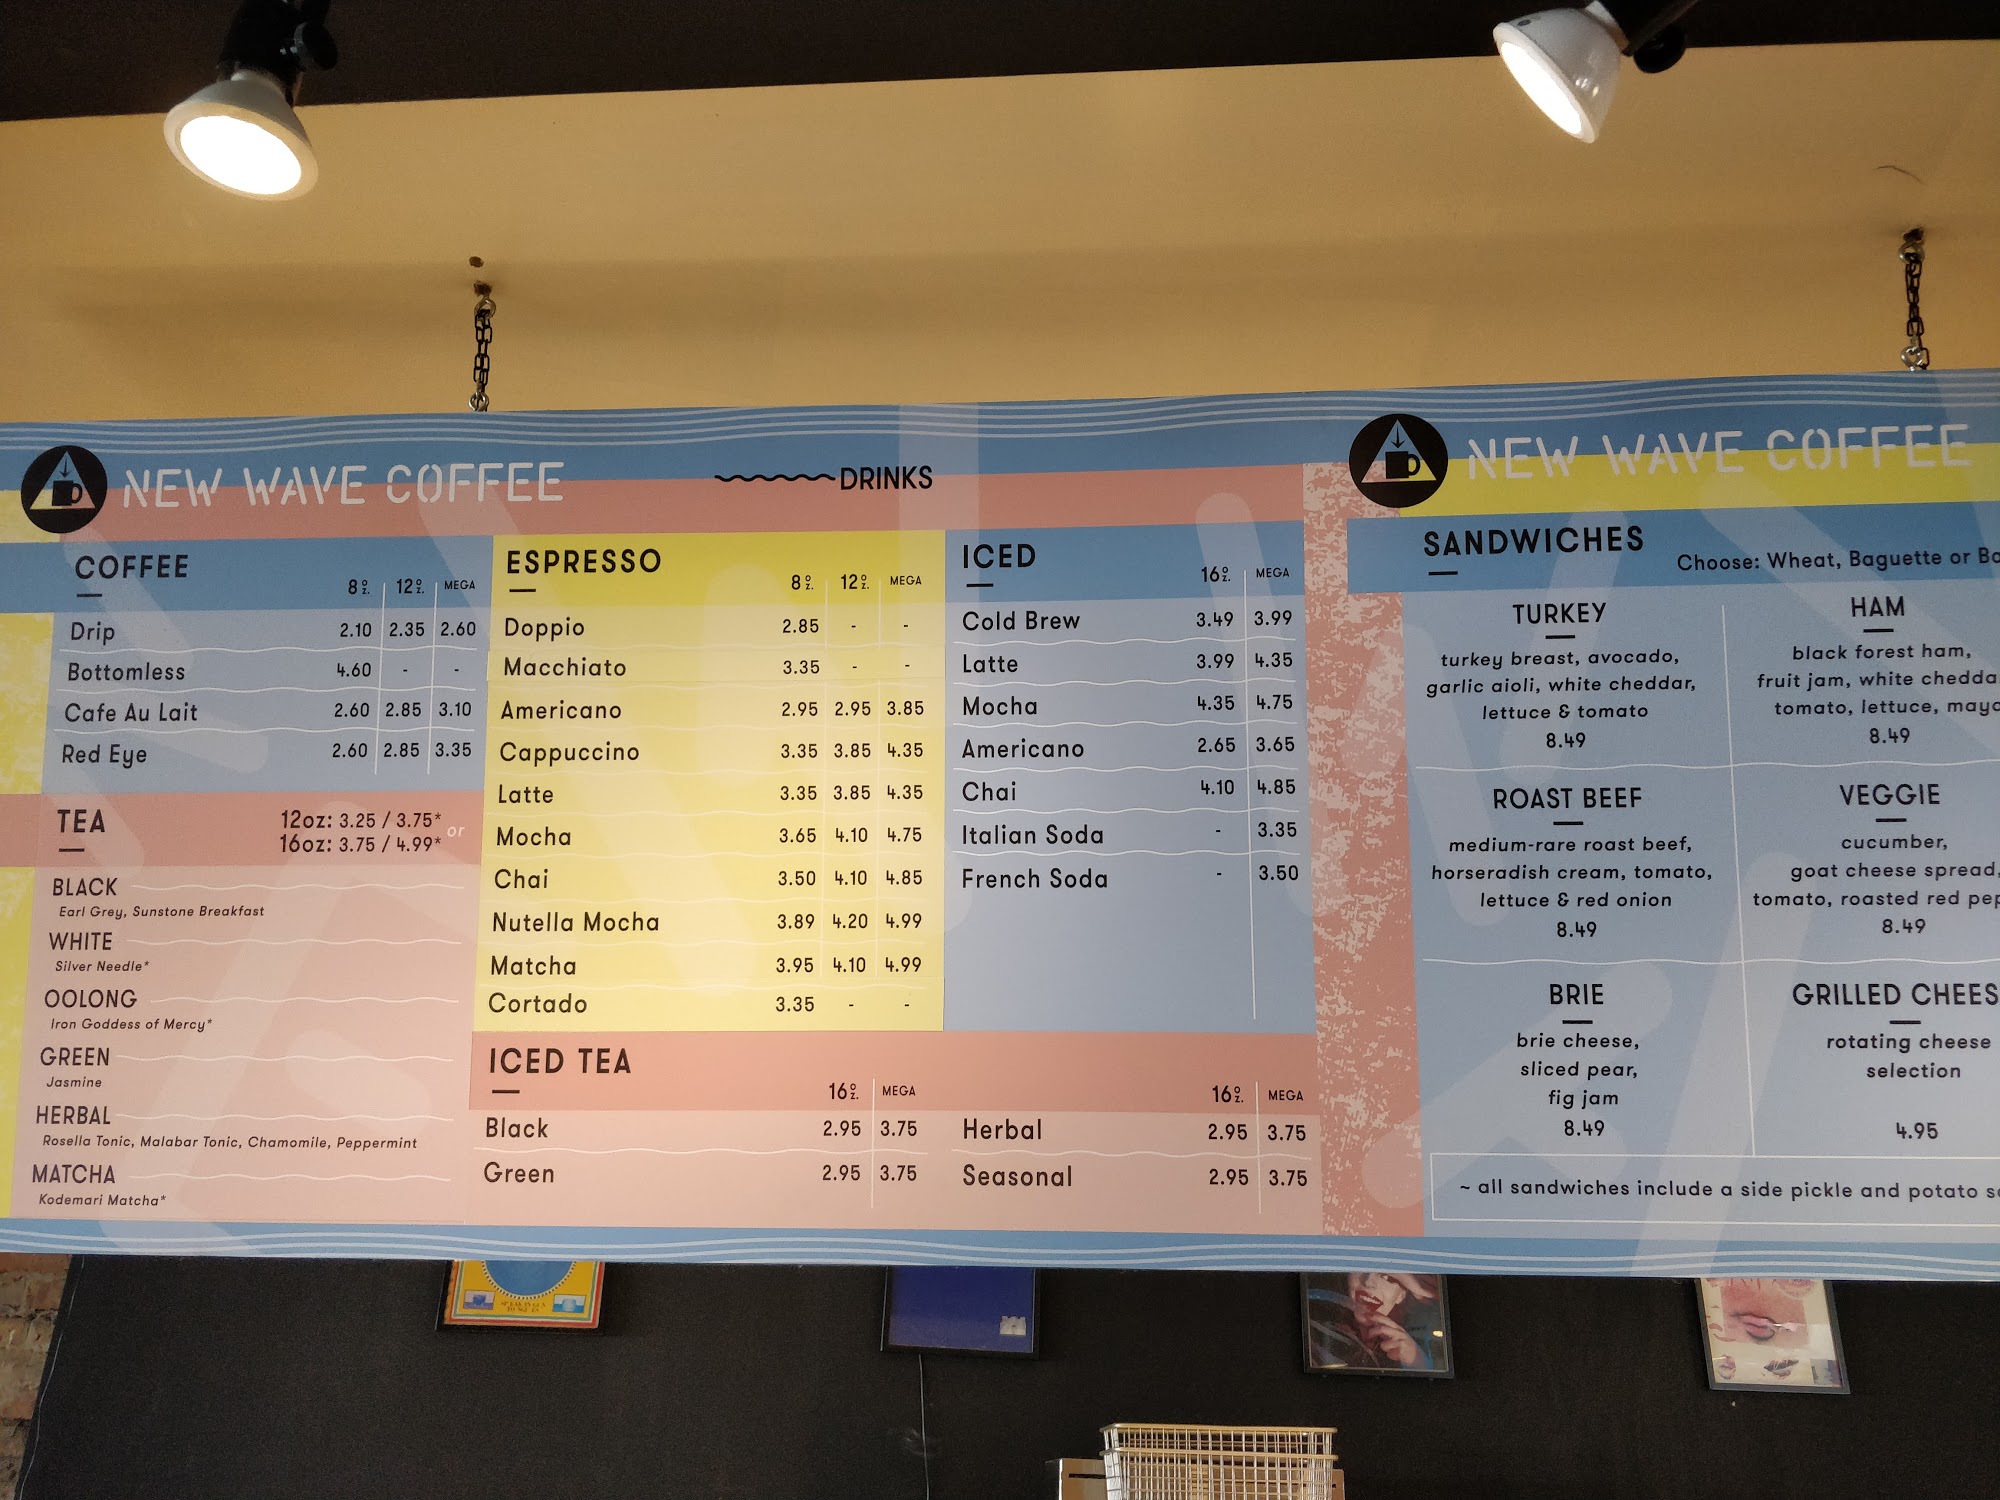 NEW WAVE COFFEE
DRINKS
COFFEE
8oz. 12oz. MEGA
Drip 2.10 2.35 2.60
Bottomless 4.60 - -
Cafe Au Lait 2.60 2.85 3.10
Red Eye 2.60 2.85 3.35
TEA
12oz: 3.25 / 3.75* or
16oz: 3.75 / 4.99*
BLACK
Earl Grey, Sunstone Breakfast
WHITE
Silver Needle*
OOLONG
Iron Goddess of Mercy*
GREEN
Jasmine
HERBAL
Rosella Tonic, Malabar Tonic, Chamomile, Peppermint
MATCHA
Kodemari Matcha*
ESPRESSO
8oz. 12oz. MEGA
Doppio 2.85 - -
Macchiato 3.35 - -
Americano 2.95 2.95 3.85
Cappuccino 3.35 3.85 4.35
Latte 3.35 3.85 4.35
Mocha 3.65 4.10 4.75
Chai 3.50 4.10 4.85
Nutella Mocha 3.89 4.20 4.99
Matcha 3.95 4.10 4.99
Cortado 3.35 - -
ICED
16oz. MEGA
Cold Brew 3.49 3.99
Latte 3.99 4.35
Mocha 4.35 4.75
Americano 2.65 3.65
Chai 4.10 4.85
Italian Soda - 3.35
French Soda - 3.50
ICED TEA
16oz. MEGA
Black 2.95 3.75
Green 2.95 3.75
16oz. MEGA
Herbal 2.95 3.75
Seasonal 2.95 3.75
NEW WAVE COFFEE
SANDWICHES
Choose: Wheat, Baguette or
TURKEY
turkey breast, avocado,
garlic aioli, white cheddar,
lettuce & tomato
8.49
HAM
black forest ham,
fruit jam, white chedda
tomato, lettuce, mayo
8.49
ROAST BEEF
medium-rare roast beef,
horseradish cream, tomato,
lettuce & red onion
8.49
VEGGIE
cucumber,
goat cheese spread,
tomato, roasted red pep
8.49
BRIE
brie cheese,
sliced pear,
fig jam
8.49
GRILLED CHEES
rotating cheese
selection
4.95
~ all sandwiches include a side pickle and potato